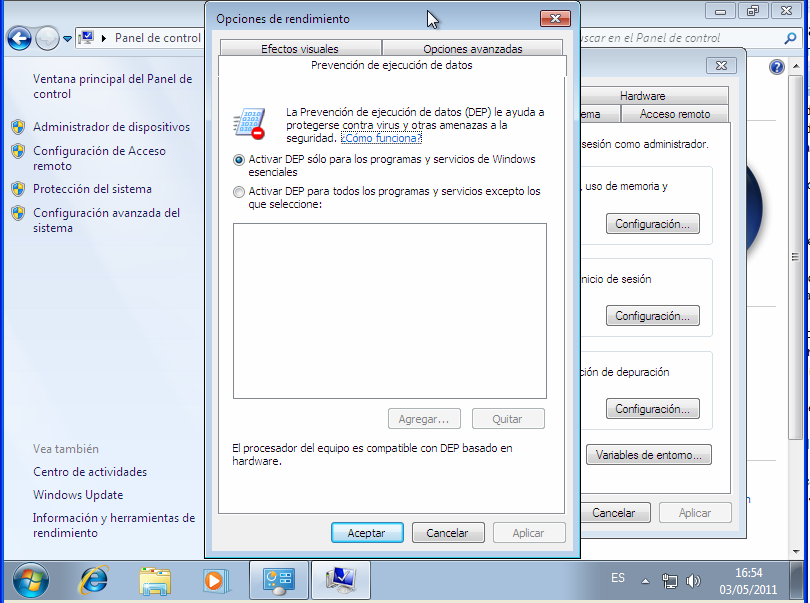 Opciones de rendimiento
Efectos visuales
Opciones avanzadas
Prevención de ejecución de datos
La Prevención de ejecución de datos (DEP) le ayuda a
protegerse contra virus y otras amenazas a la
seguridad. ¿Cómo funciona?
Activar DEP sólo para los programas y servicios de Windows
esenciales
Activar DEP para todos los programas y servicios excepto los
que seleccione:
Agregar...
Quitar
El procesador del equipo es compatible con DEP basado en
hardware.
Aceptar
Cancelar
Aplicar
Panel de control
uscar en el Panel de control
Ventana principal del Panel de
control
Administrador de dispositivos
Configuración de Acceso
remoto
Protección del sistema
Configuración avanzada del
sistema
Vea también
Centro de actividades
Windows Update
Información y herramientas de
rendimiento
Hardware
ema
Acceso remoto
sesión como administrador.
, uso de memoria y
Configuración...
nicio de sesión
Configuración...
ción de depuración
Configuración...
Variables de entorno...
Cancelar
Aplicar
ES
16:54
03/05/2011